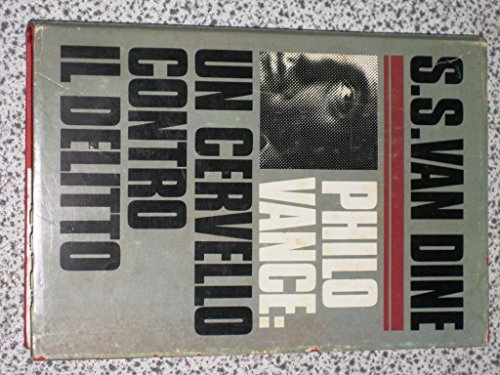 S.S. VAN DINE
PHILO
VANCE:
UN CERVELLO
CONTRO
IL DELITTO